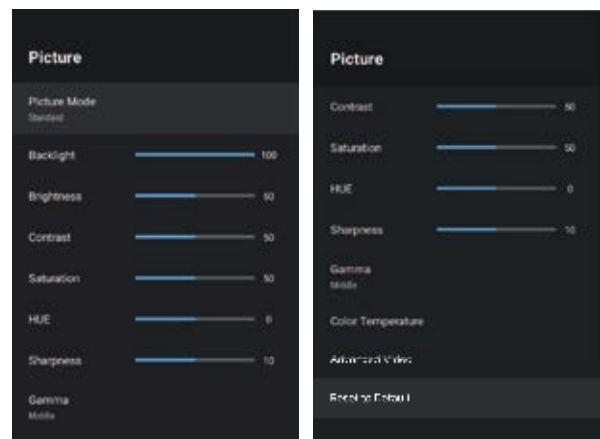 Picture
Picture Mode
Standard
Backlight 100
Brightness 50
Contrast 50
Saturation 50
HUE 0
Sharpness 10
Gamma
Middle
Picture
Contrast 50
Saturation 50
HUE 0
Sharpness 10
Gamma
Middle
Color Temperature
Advanced Video
Reset to Default